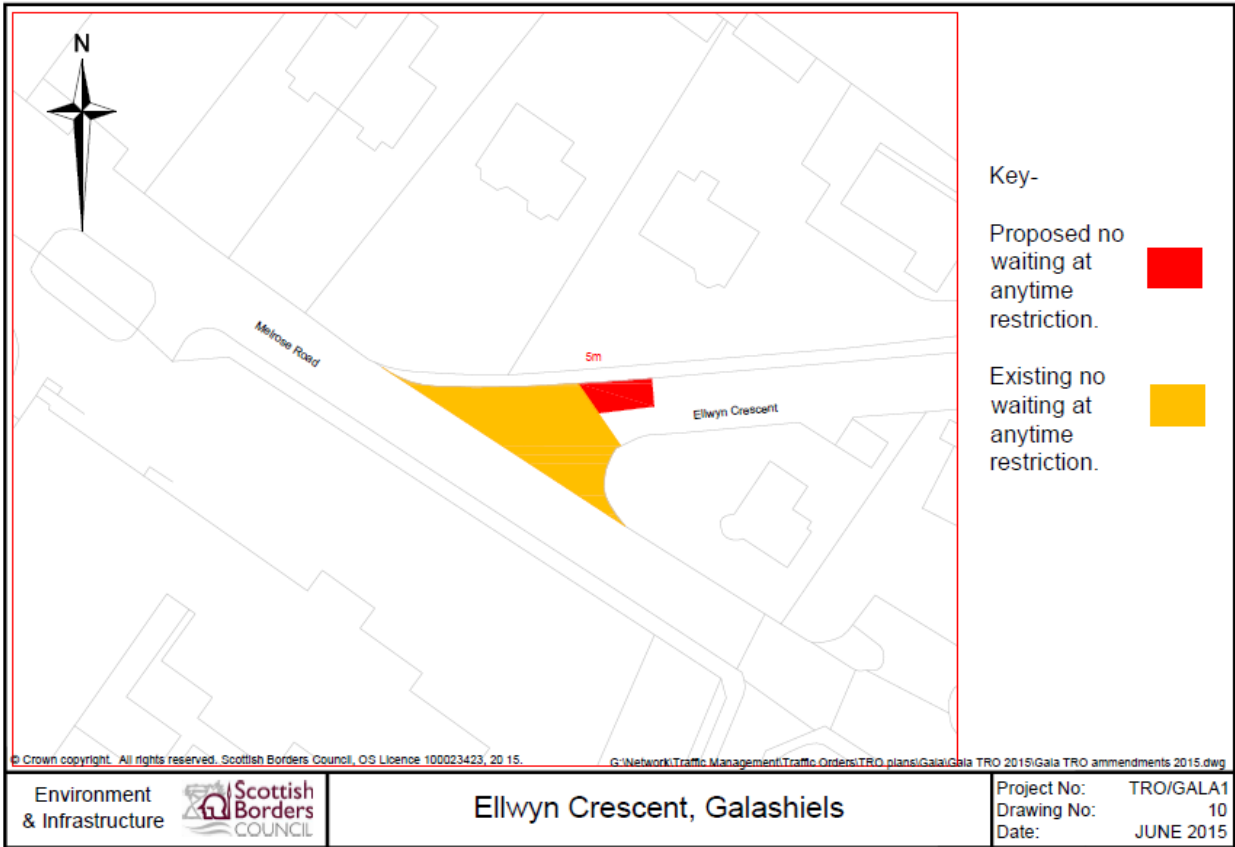 N
Melrose Road
5m
Ellwyn Crescent
Key-
Proposed no
waiting at
anytime
restriction.
Existing no
waiting at
anytime
restriction.
© Crown copyright. All rights reserved. Scottish Borders Council, OS Licence 100023423, 20 15.
G:\Network\Traffic Management\Traffic Orders\TRO plans\Gala\Gala TRO 2015\Gala TRO ammendments 2015.dwg
Environment
& Infrastructure
Scottish
Borders
COUNCIL
Ellwyn Crescent, Galashiels
Project No: TRO/GALA1
Drawing No: 10
Date: JUNE 2015